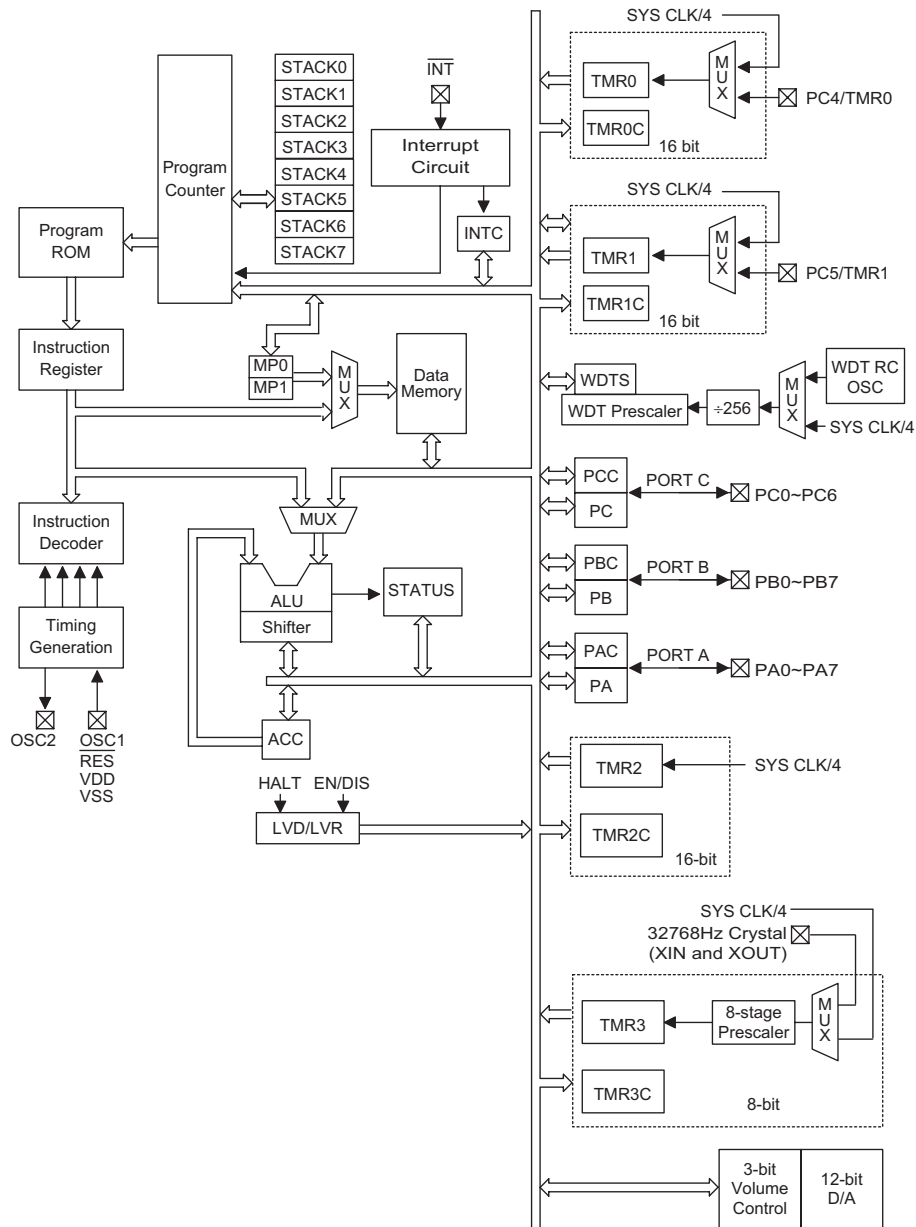 SYS CLK/4
MUX
TMR0
PC4/TMR0
TMR0C
16 bit
STACK0
STACK1
STACK2
STACK3
STACK4
STACK5
STACK6
STACK7
INT
Interrupt
Circuit
INTC
Program
Counter
Program
ROM
SYS CLK/4
MUX
TMR1
PC5/TMR1
TMR1C
16 bit
Instruction
Register
MP0
MP1
MUX
Data
Memory
WDTS
WDT Prescaler
÷256
MUX
WDT RC
OSC
SYS CLK/4
PCC
PC
PORT C
PC0~PC6
Instruction
Decoder
MUX
ALU
Shifter
STATUS
PBC
PB
PORT B
PB0~PB7
Timing
Generation
PAC
PA
PORT A
PA0~PA7
OSC2
OSC1
RES
VDD
VSS
ACC
HALT
EN/DIS
LVD/LVR
TMR2
SYS CLK/4
TMR2C
16-bit
SYS CLK/4
32768Hz Crystal
(XIN and XOUT)
TMR3
8-stage
Prescaler
MUX
TMR3C
8-bit
3-bit
Volume
Control
12-bit
D/A